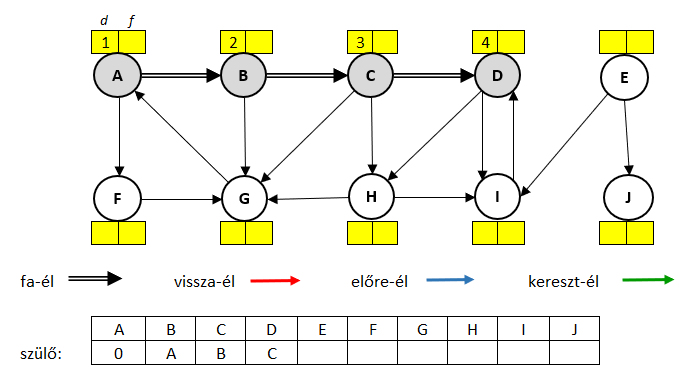 d f
1 2 3 4
A B C D E
F G H I J
fa-él vissza-él előre-él kereszt-él
A B C D E F G H I J
szülő: 0 A B C